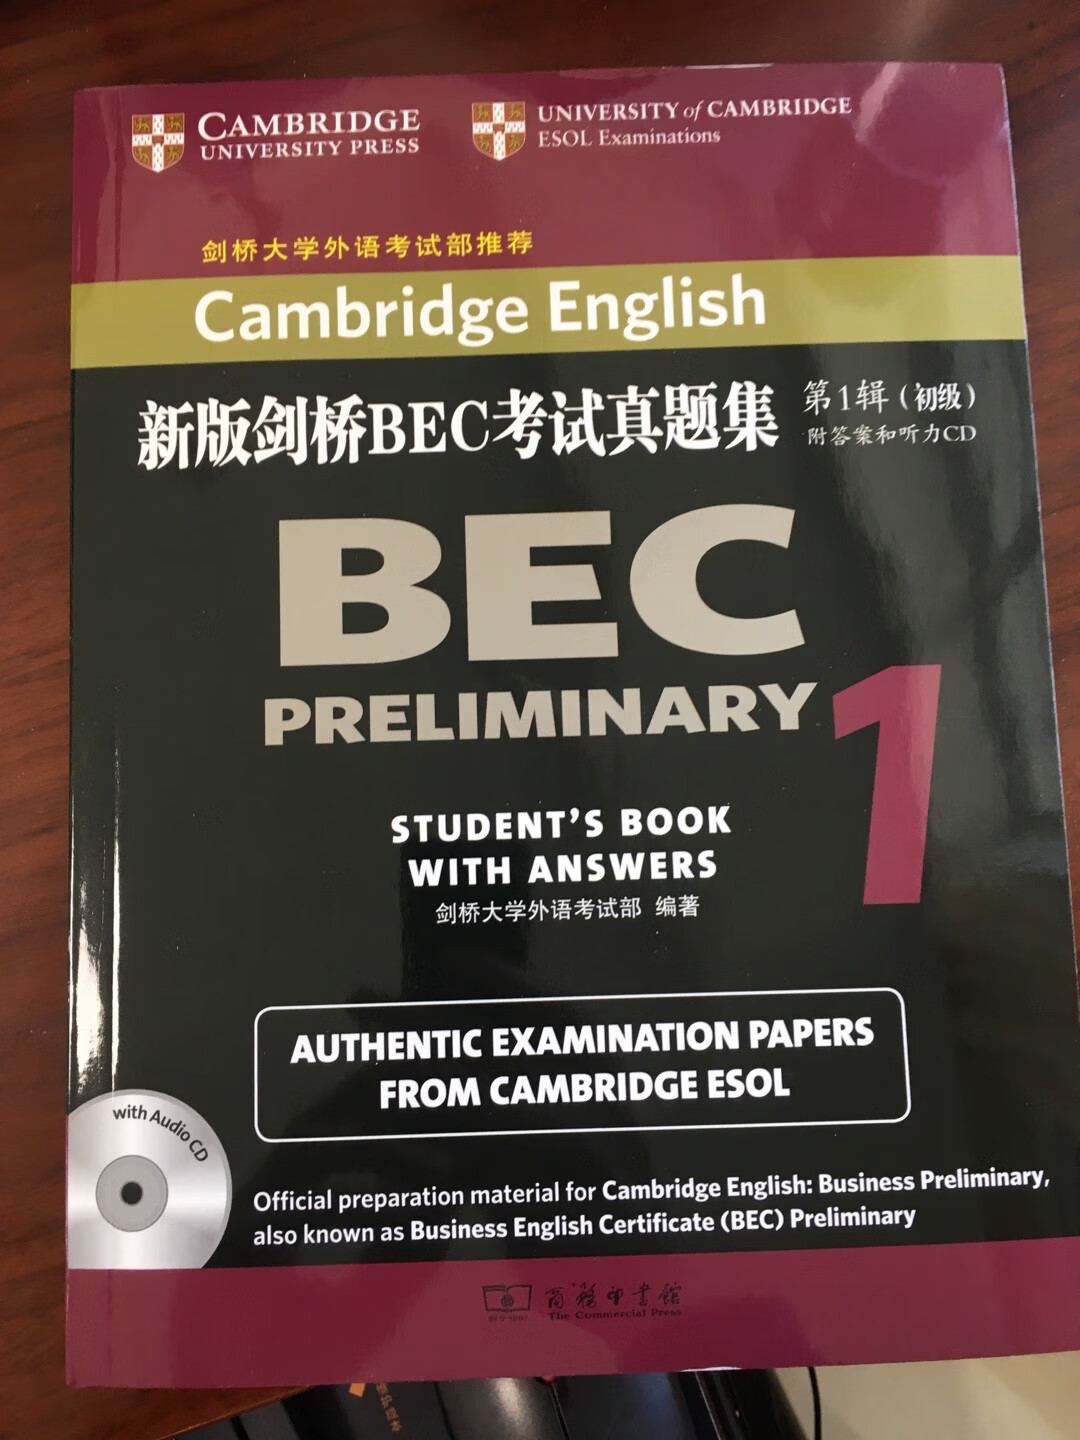 CAMBRIDGE
UNIVERSITY PRESS
UNIVERSITY of CAMBRIDGE
ESOL Examinations
剑桥大学外语考试部推荐
Cambridge English
新版剑桥BEC考试真题集 第1辑（初级）
附答案和听力CD
BEC
PRELIMINARY 1
STUDENT'S BOOK
WITH ANSWERS
剑桥大学外语考试部 编著
AUTHENTIC EXAMINATION PAPERS
FROM CAMBRIDGE ESOL
with Audio CD
Official preparation material for Cambridge English: Business Preliminary,
also known as Business English Certificate (BEC) Preliminary
商務印書館
The Commercial Press